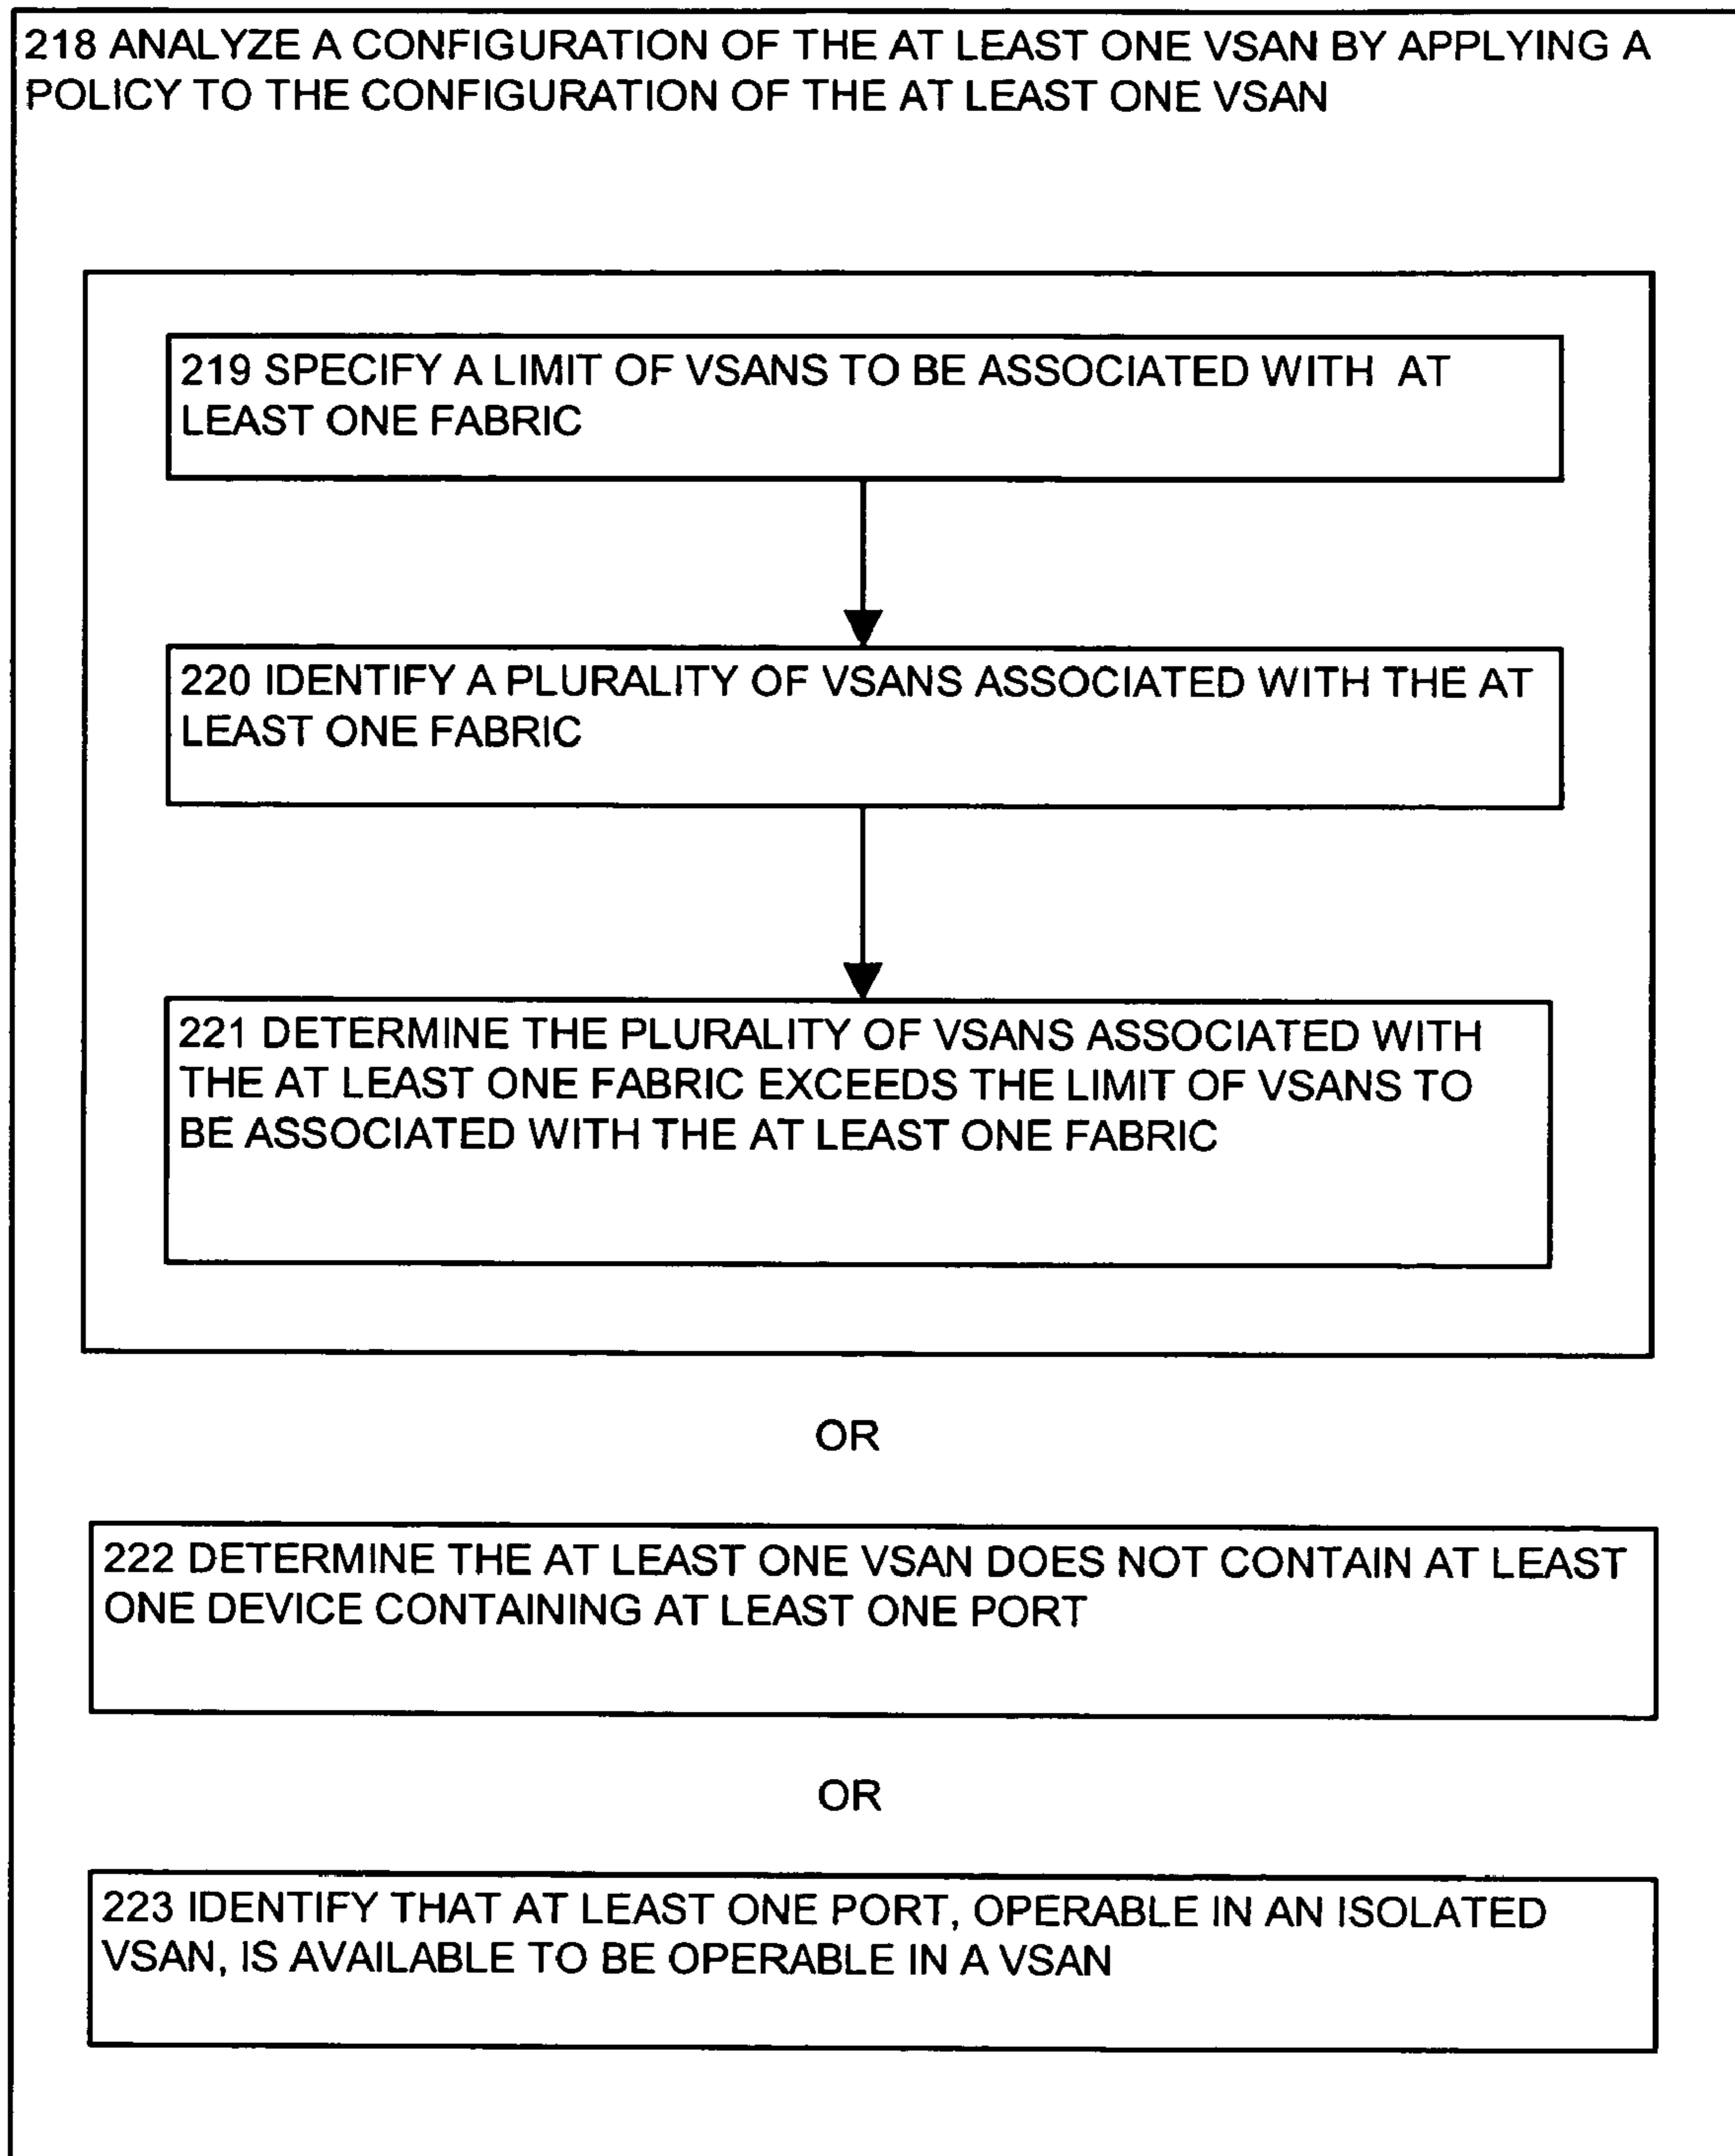 218 ANALYZE A CONFIGURATION OF THE AT LEAST ONE VSAN BY APPLYING A
POLICY TO THE CONFIGURATION OF THE AT LEAST ONE VSAN
219 SPECIFY A LIMIT OF VSANS TO BE ASSOCIATED WITH AT
LEAST ONE FABRIC
220 IDENTIFY A PLURALITY OF VSANS ASSOCIATED WITH THE AT
LEAST ONE FABRIC
221 DETERMINE THE PLURALITY OF VSANS ASSOCIATED WITH
THE AT LEAST ONE FABRIC EXCEEDS THE LIMIT OF VSANS TO
BE ASSOCIATED WITH THE AT LEAST ONE FABRIC
OR
222 DETERMINE THE AT LEAST ONE VSAN DOES NOT CONTAIN AT LEAST
ONE DEVICE CONTAINING AT LEAST ONE PORT
OR
223 IDENTIFY THAT AT LEAST ONE PORT, OPERABLE IN AN ISOLATED
VSAN, IS AVAILABLE TO BE OPERABLE IN A VSAN